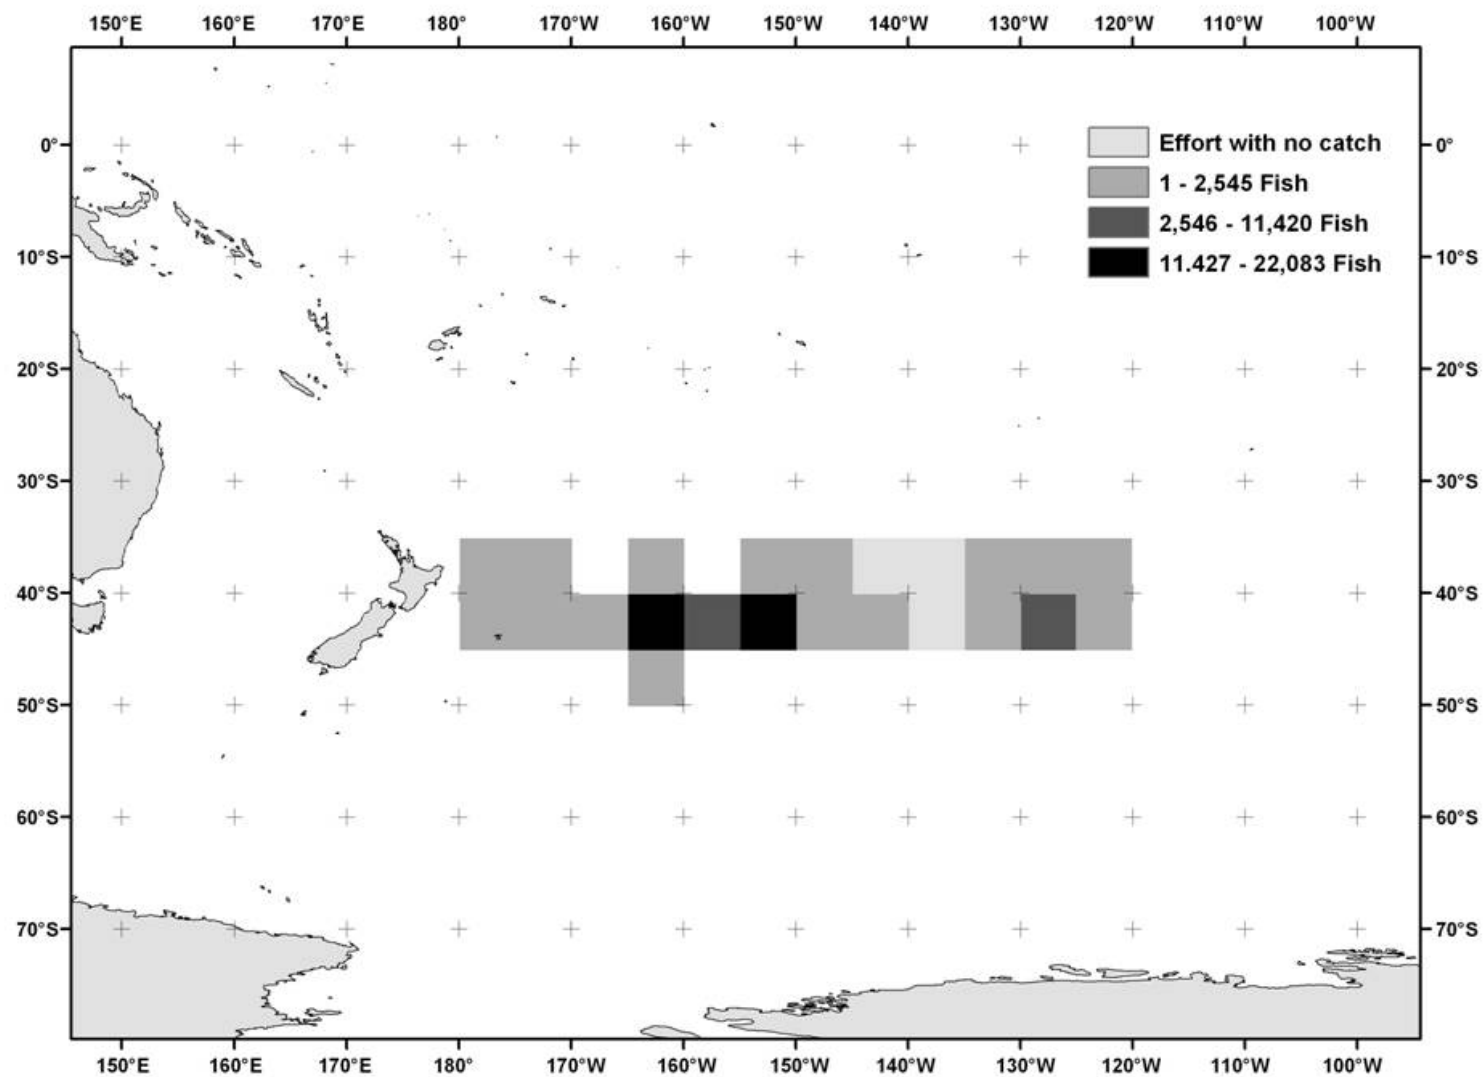 150°E 160°E 170°E 180° 170°W 160°W 150°W 140°W 130°W 120°W 110°W 100°W
Effort with no catch
0° 0°
1 - 2,545 Fish
2,546 - 11,420 Fish
10°S 10°S
11.427 - 22,083 Fish
20°S 20°S
30°S 30°S
40°S 40°S
50°S 50°S
60°S 60°S
70°S 70°S
150°E 160°E 170°E 180° 170°W 160°W 150°W 140°W 130°W 120°W 110°W 100°W